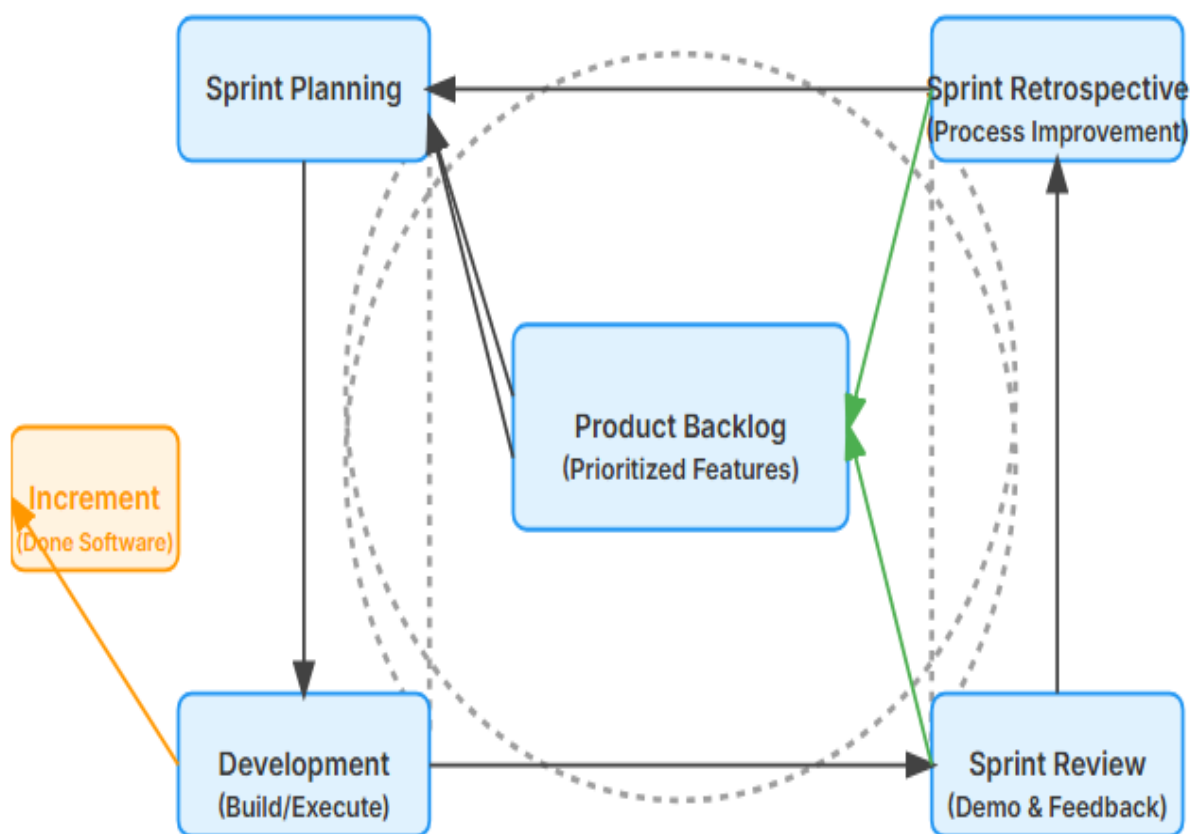 Sprint Planning
Sprint Retrospective
(Process Improvement)
Product Backlog
(Prioritized Features)
Increment
(Done Software)
Development
(Build/Execute)
Sprint Review
(Demo & Feedback)